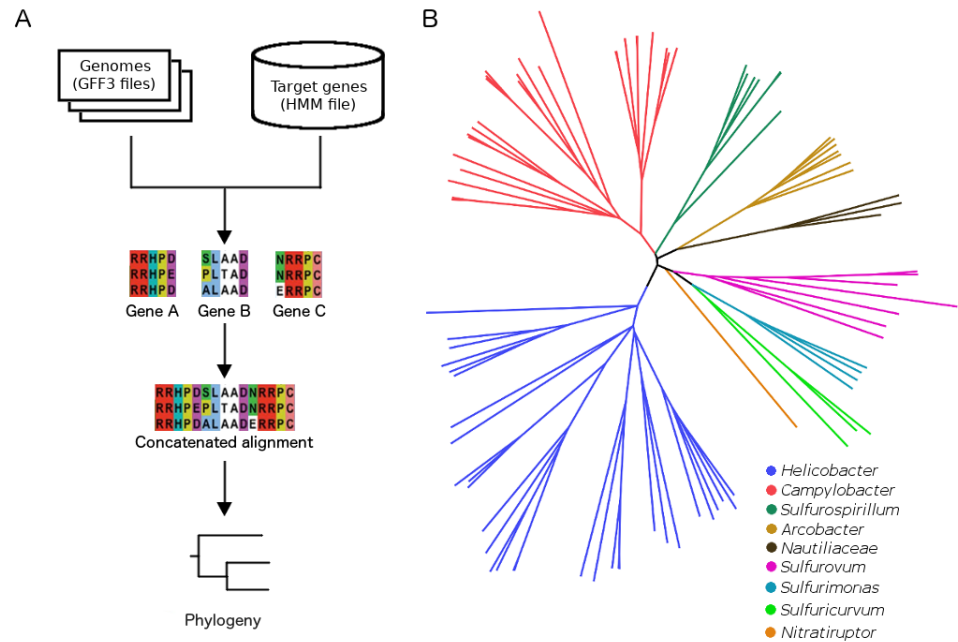 A
Genomes
(GFF3 files)
Target genes
(HMM file)
RRHPD
RRHPE
RRHPD
Gene A
SLAAD
PLTAD
ALAAD
Gene B
NRRPC
NRRPC
ERRPC
Gene C
RRHPDSLAADNRRPC
RRHPEPLTADNRRPC
RRHPDALAADERRPC
Concatenated alignment
Phylogeny
B
Helicobacter
Campylobacter
Sulfurospirillum
Arcobacter
Nautiliaceae
Sulfurovum
Sulfurimonas
Sulfuricurvum
Nitratiruptor